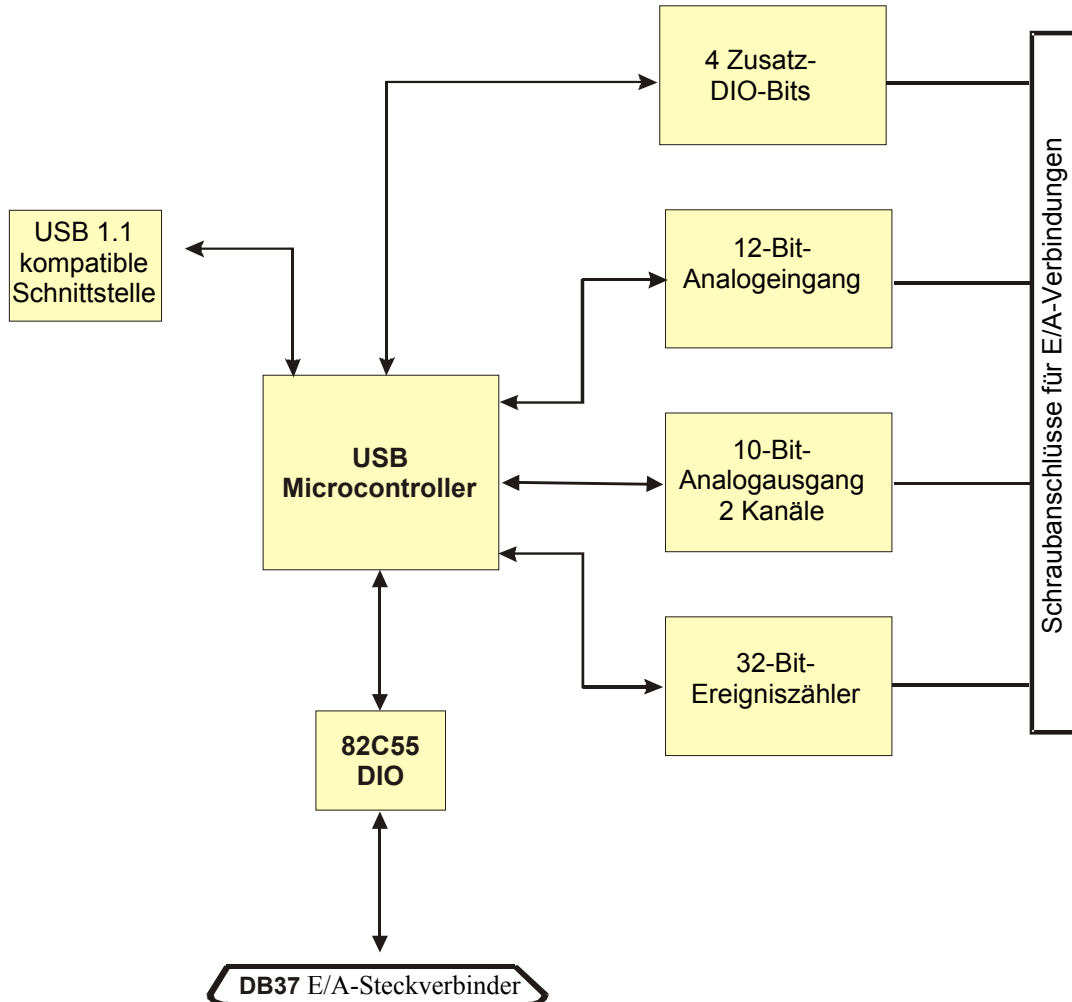 4 Zusatz-
DIO-Bits
USB 1.1
kompatible
Schnittstelle
12-Bit-
Analogeingang
USB
Microcontroller
10-Bit-
Analogausgang
2 Kanäle
32-Bit-
Ereigniszähler
82C55
DIO
DB37 E/A-Steckverbinder
Schraubanschlüsse für E/A-Verbindungen